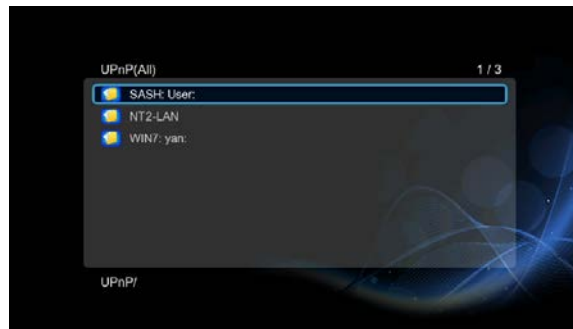 UPnP(All) 1 / 3
SASH: User:
NT2-LAN
WIN7: yan:
UPnP/